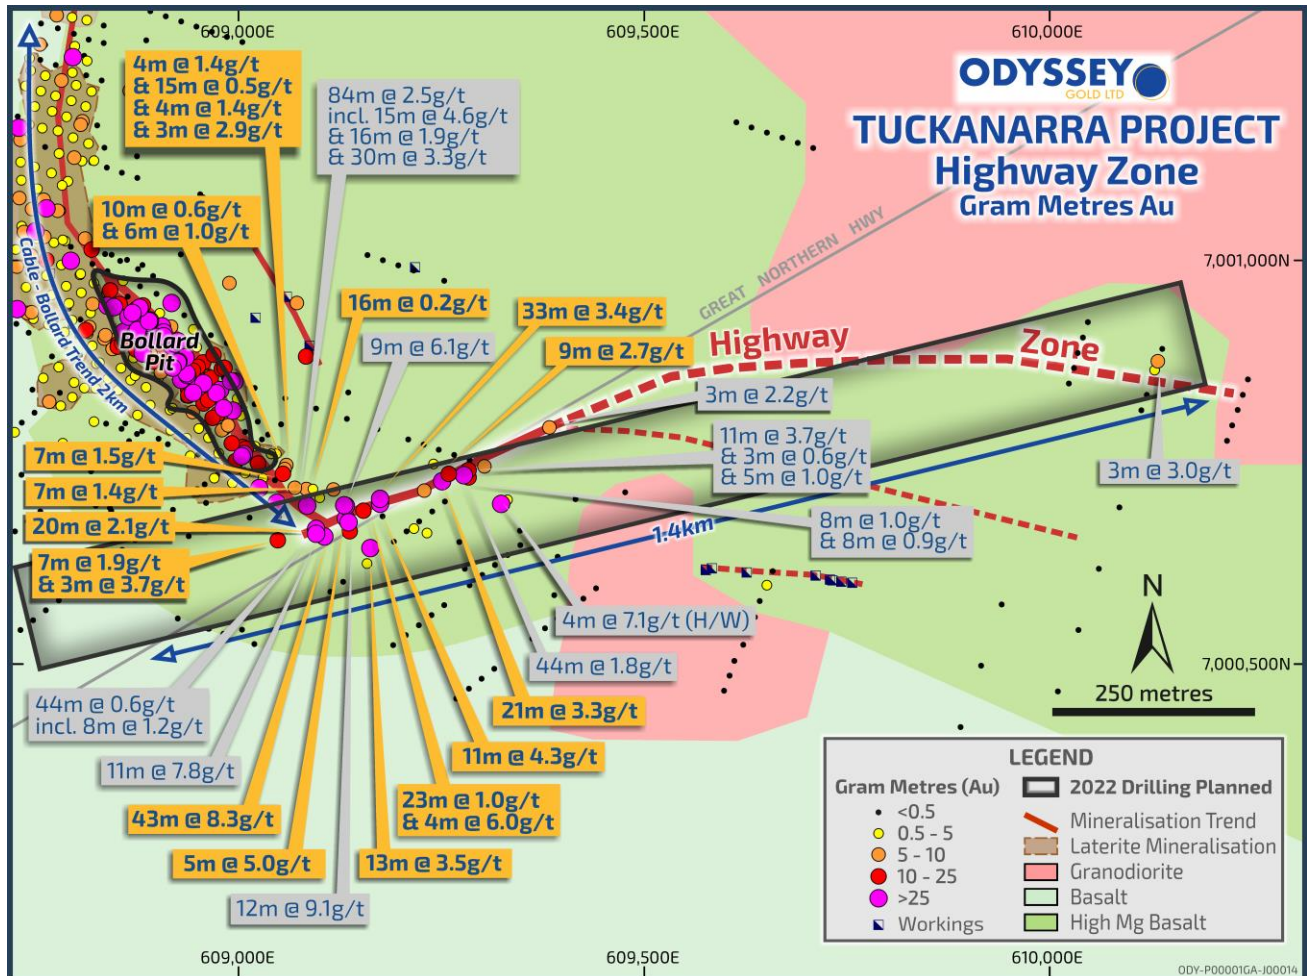 609,000E
609,500E
610,000E
ODYSSEY
GOLD LTD
TUCKANARRA PROJECT
Highway Zone
Gram Metres Au
4m @ 1.4g/t
& 15m @ 0.5g/t
& 4m @ 1.4g/t
& 3m @ 2.9g/t
84m @ 2.5g/t
incl. 15m @ 4.6g/t
& 16m @ 1.9g/t
& 30m @ 3.3g/t
10m @ 0.6g/t
& 6m @ 1.0g/t
Cable - Bollard Trend 2km
Bollard
Pit
16m @ 0.2g/t
9m @ 6.1g/t
33m @ 3.4g/t
9m @ 2.7g/t
GREAT NORTHERN HWY
7,001,000N
Highway Zone
3m @ 2.2g/t
11m @ 3.7g/t
& 3m @ 0.6g/t
& 5m @ 1.0g/t
3m @ 3.0g/t
8m @ 1.0g/t
& 8m @ 0.9g/t
1.4km
7m @ 1.5g/t
7m @ 1.4g/t
20m @ 2.1g/t
7m @ 1.9g/t
& 3m @ 3.7g/t
4m @ 7.1g/t (H/W)
44m @ 1.8g/t
21m @ 3.3g/t
11m @ 4.3g/t
23m @ 1.0g/t
& 4m @ 6.0g/t
13m @ 3.5g/t
44m @ 0.6g/t
incl. 8m @ 1.2g/t
11m @ 7.8g/t
43m @ 8.3g/t
5m @ 5.0g/t
12m @ 9.1g/t
N
7,000,500N
250 metres
LEGEND
Gram Metres (Au)
<0.5
0.5 - 5
5 - 10
10 - 25
>25
Workings
2022 Drilling Planned
Mineralisation Trend
Laterite Mineralisation
Granodiorite
Basalt
High Mg Basalt
609,000E
609,500E
610,000E
ODY-P00001GA-J00014